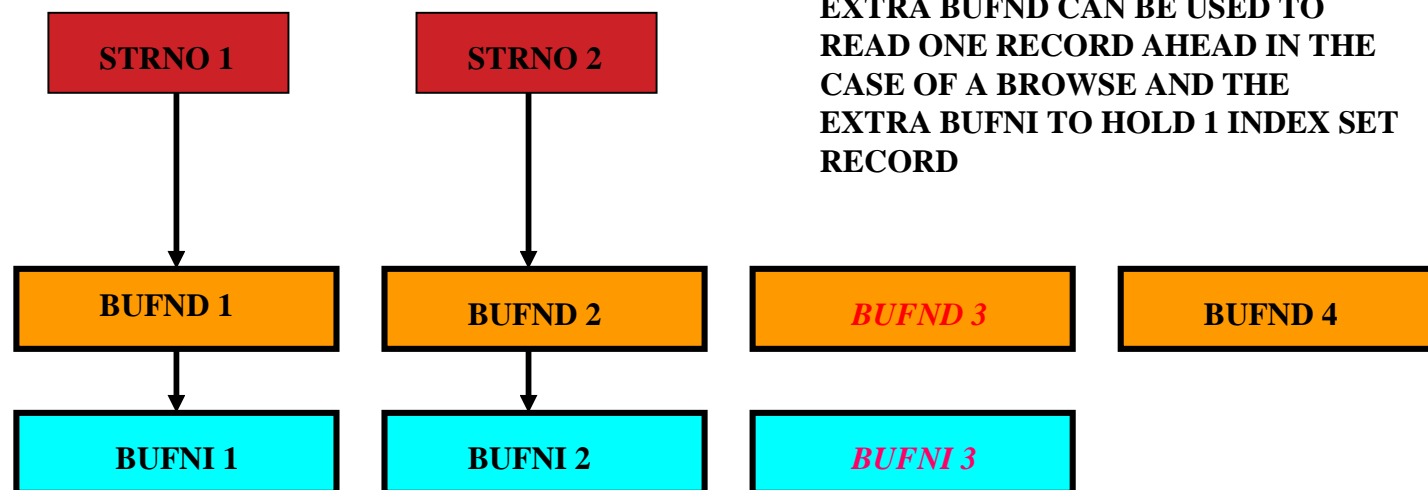 EXTRA BUFND CAN BE USED TO
READ ONE RECORD AHEAD IN THE
CASE OF A BROWSE AND THE
EXTRA BUFNI TO HOLD 1 INDEX SET
RECORD
STRNO 1
STRNO 2
BUFND 1
BUFND 2
BUFND 3
BUFND 4
BUFNI 1
BUFNI 2
BUFNI 3